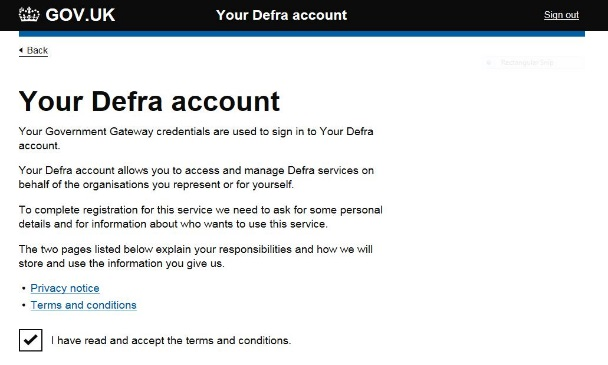 GOV.UK
Your Defra account
Sign out
Back
Your Defra account
Your Government Gateway credentials are used to sign in to Your Defra
account.
Your Defra account allows you to access and manage Defra services on
behalf of the organisations you represent or for yourself.
To complete registration for this service we need to ask for some personal
details and for information about who wants to use this service.
The two pages listed below explain your responsibilities and how we will
store and use the information you give us.
• Privacy notice
• Terms and conditions
I have read and accept the terms and conditions.